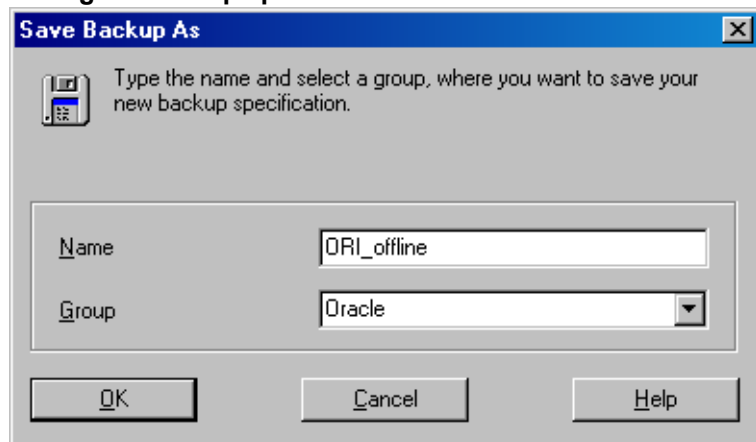 Save Backup As
Type the name and select a group, where you want to save your
new backup specification.
Name
ORI_offline
Group
Oracle
OK
Cancel
Help